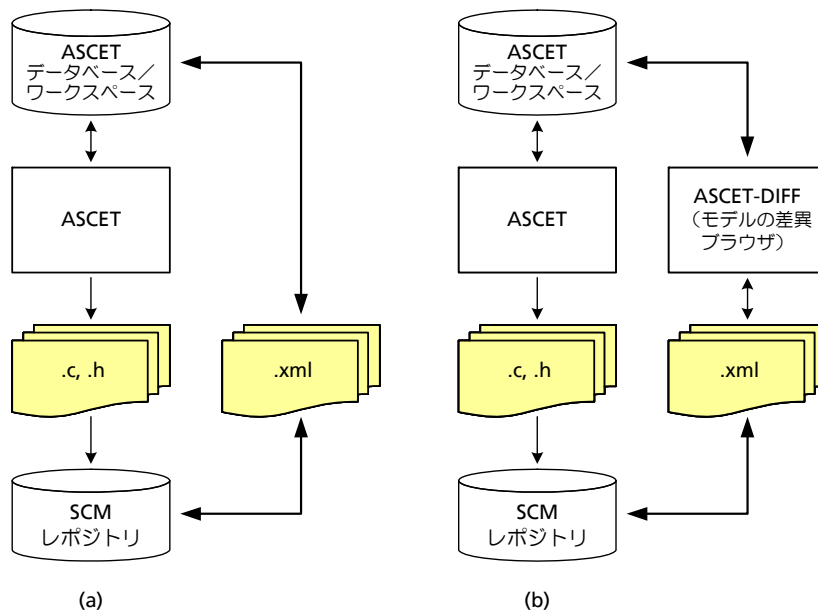 ASCET
データベース／
ワークスペース
ASCET
.c, .h
.xml
SCM
レポジトリ
(a)
ASCET
データベース／
ワークスペース
ASCET
ASCET-DIFF
（モデルの差異
ブラウザ）
.c, .h
.xml
SCM
レポジトリ
(b)